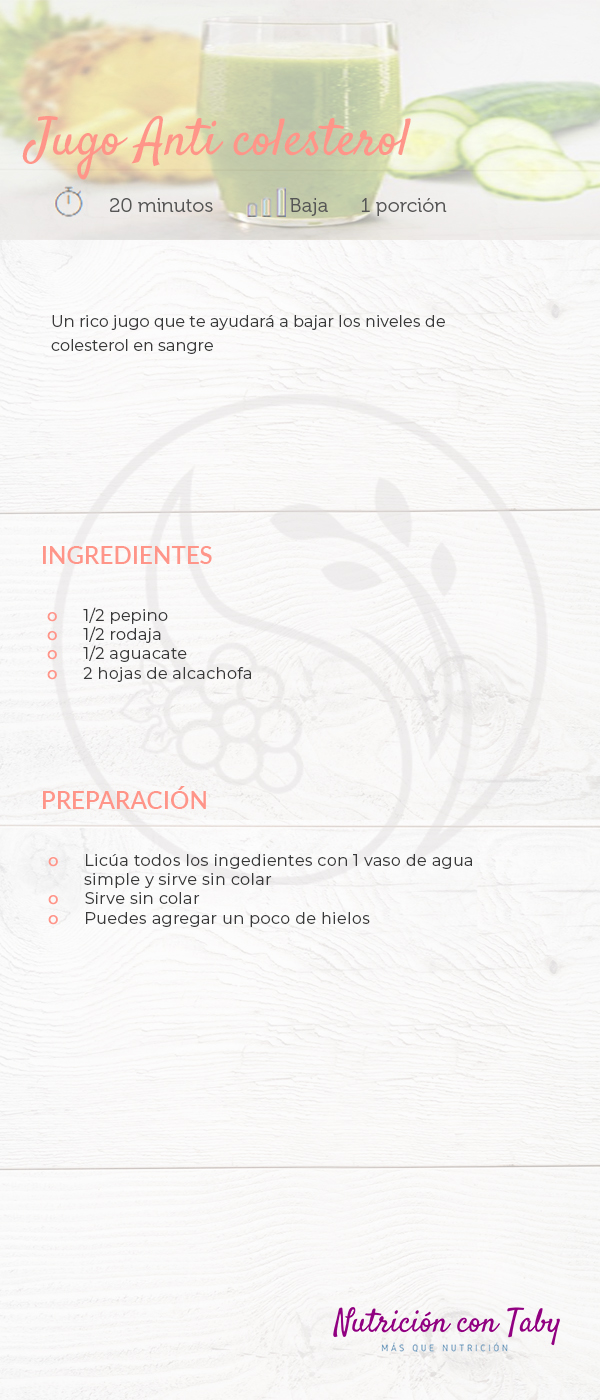 Jugo Anti colesterol
20 minutos Baja 1 porción
Un rico jugo que te ayudará a bajar los niveles de
colesterol en sangre
INGREDIENTES
o 1/2 pepino
o 1/2 rodaja
o 1/2 aguacate
o 2 hojas de alcachofa
PREPARACIÓN
o Licúa todos los ingedientes con 1 vaso de agua
simple y sirve sin colar
o Sirve sin colar
o Puedes agregar un poco de hielos
Nutrición con Taby
MÁS QUE NUTRICIÓN